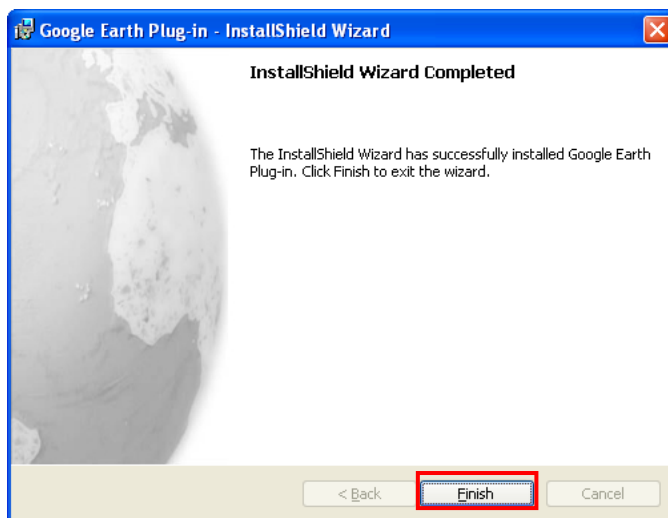 Google Earth Plug-in - InstallShield Wizard
InstallShield Wizard Completed
The InstallShield Wizard has successfully installed Google Earth
Plug-in. Click Finish to exit the wizard.
< Back Finish Cancel